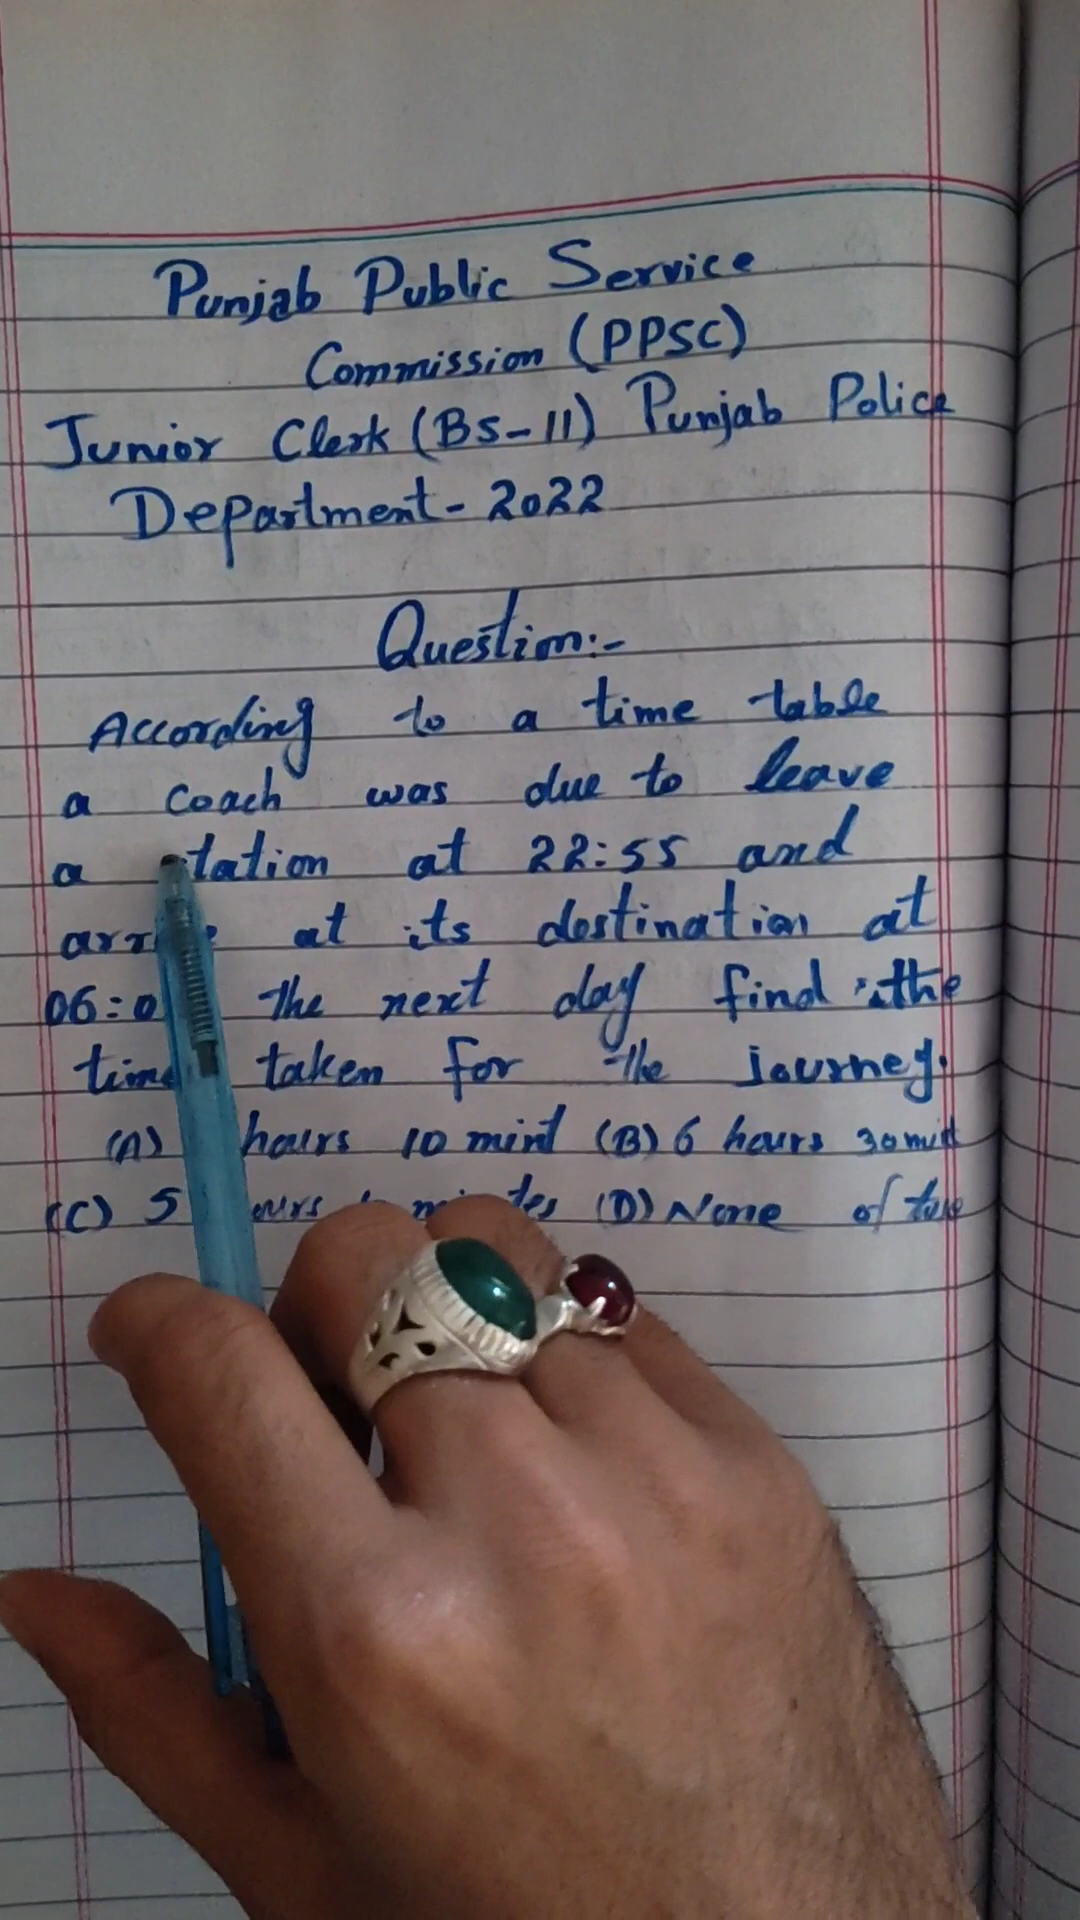 Punjab Public Service
Commission (PPSC)
Junior Clerk (BS-11) Punjab Police
Department - 2022
Question:-
According to a time table
a coach was due to leave
a tation at 22:55 and
at its destination at
06:0 The next day find the
time taken for the journey.
(A) hours 10 mint (B) 6 hours 30 mint
(C) 5 (D) None of